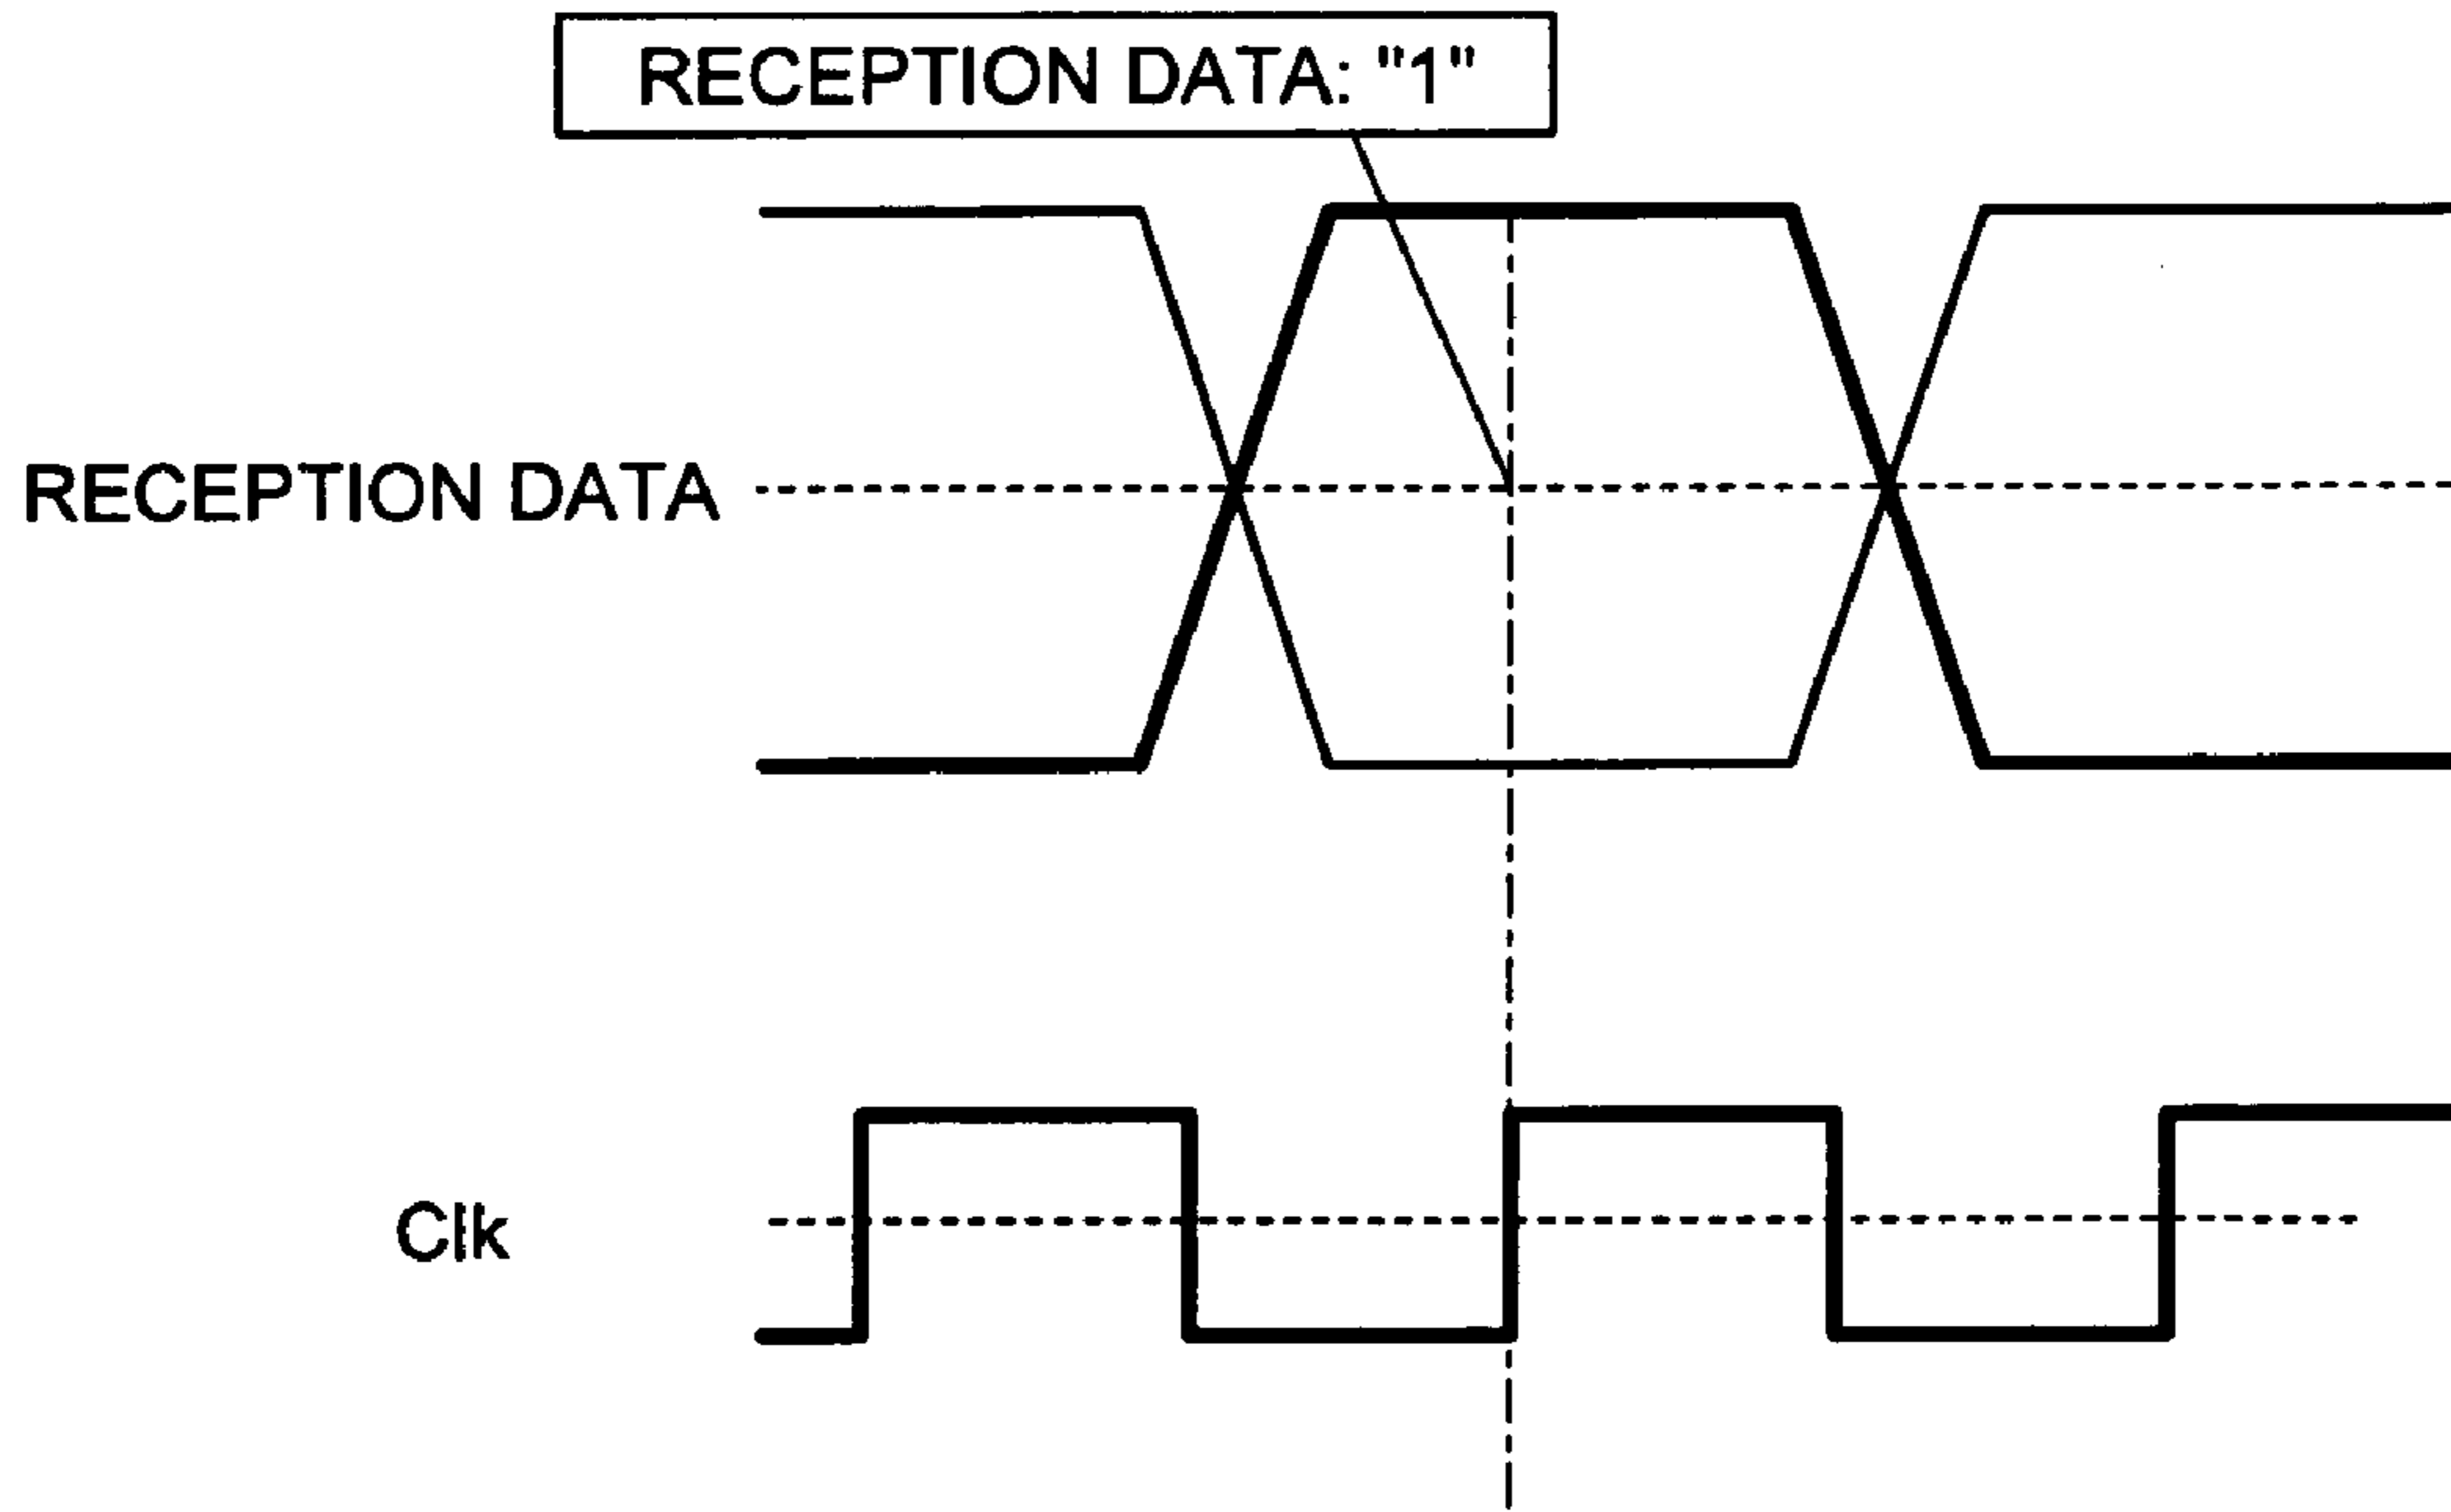 RECEPTION DATA: "1"
RECEPTION DATA
Clk